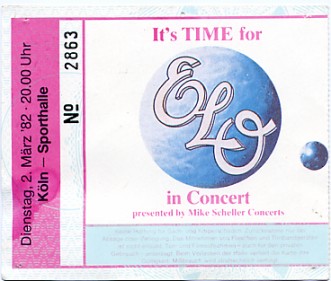 Dienstag, 2. März '82 · 20.00 Uhr
Köln – Sporthalle
№ 2863
It's TIME for
ELO
in Concert
presented by Mike Scheller Concerts